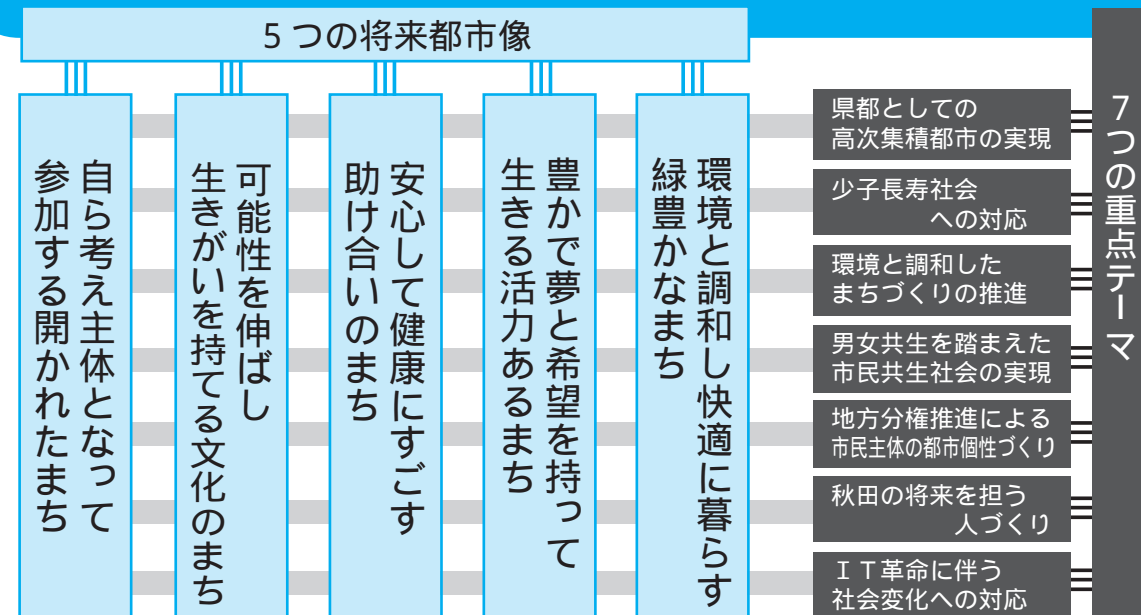 5つの将来都市像
環境と調和し快適に暮らす
緑豊かなまち
豊かで夢と希望を持って
生きる活力あるまち
安心して健康にすごす
助け合いのまち
可能性を伸ばし
生きがいを持てる文化のまち
自ら考え主体となって
参加する開かれたまち
7つの重点テーマ
県都としての
高次集積都市の実現
少子長寿社会
への対応
環境と調和した
まちづくりの推進
男女共生を踏まえた
市民共生社会の実現
地方分権推進による
市民主体の都市個性づくり
秋田の将来を担う
人づくり
ＩＴ革命に伴う
社会変化への対応